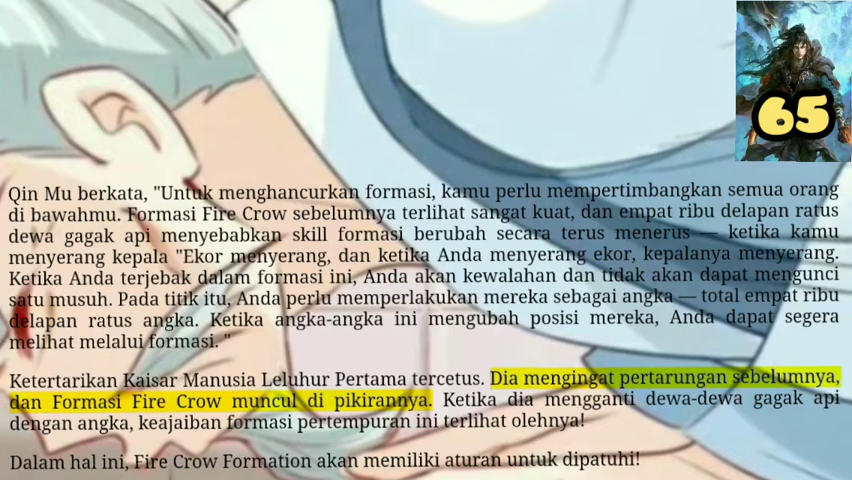 65
Qin Mu berkata, "Untuk menghancurkan formasi, kamu perlu mempertimbangkan semua orang
di bawahmu. Formasi Fire Crow sebelumnya terlihat sangat kuat, dan empat ribu delapan ratus
dewa gagak api menyebabkan skill formasi berubah secara terus menerus — ketika kamu
menyerang kepala "Ekor menyerang, dan ketika Anda menyerang ekor, kepalanya menyerang.
Ketika Anda terjebak dalam formasi ini, Anda akan kewalahan dan tidak akan dapat mengunci
satu musuh. Pada titik itu, Anda perlu memperlakukan mereka sebagai angka — total empat ribu
delapan ratus angka. Ketika angka-angka ini mengubah posisi mereka, Anda dapat segera
melihat melalui formasi. "
Ketertarikan Kaisar Manusia Leluhur Pertama tercetus. Dia mengingat pertarungan sebelumnya,
dan Formasi Fire Crow muncul di pikirannya. Ketika dia mengganti dewa-dewa gagak api
dengan angka, keajaiban formasi pertempuran ini terlihat olehnya!
Dalam hal ini, Fire Crow Formation akan memiliki aturan untuk dipatuhi!